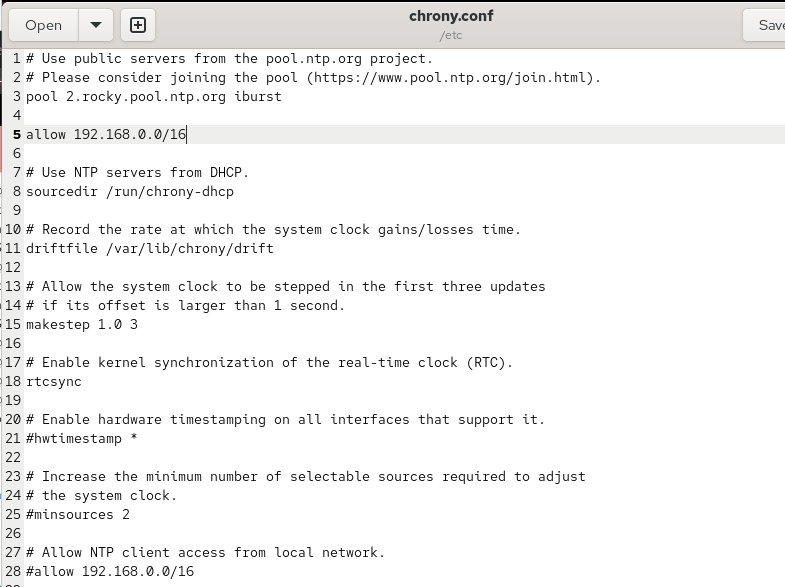 Open
chrony.conf
/etc
Save
1 # Use public servers from the pool.ntp.org project.
2 # Please consider joining the pool (https://www.pool.ntp.org/join.html).
3 pool 2.rocky.pool.ntp.org iburst
4
5 allow 192.168.0.0/16
6
7 # Use NTP servers from DHCP.
8 sourcedir /run/chrony-dhcp
9
10 # Record the rate at which the system clock gains/losses time.
11 driftfile /var/lib/chrony/drift
12
13 # Allow the system clock to be stepped in the first three updates
14 # if its offset is larger than 1 second.
15 makestep 1.0 3
16
17 # Enable kernel synchronization of the real-time clock (RTC).
18 rtcsync
19
20 # Enable hardware timestamping on all interfaces that support it.
21 #hwtimestamp *
22
23 # Increase the minimum number of selectable sources required to adjust
24 # the system clock.
25 #minsources 2
26
27 # Allow NTP client access from local network.
28 #allow 192.168.0.0/16